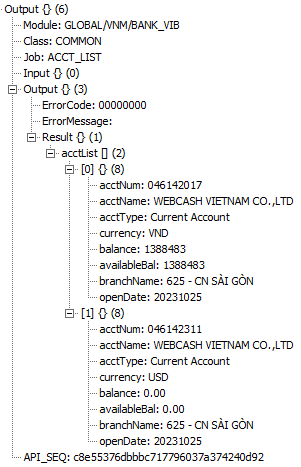 Output {} (6)
Module: GLOBAL/VNM/BANK_VIB
Class: COMMON
Job: ACCT_LIST
Input {} (0)
Output {} (3)
ErrorCode: 00000000
ErrorMessage:
Result {} (1)
acctList [] (2)
[0] {} (8)
acctNum: 046142017
acctName: WEBCASH VIETNAM CO.,LTD
acctType: Current Account
currency: VND
balance: 1388483
availableBal: 1388483
branchName: 625 - CN SÀI GÒN
openDate: 20231025
[1] {} (8)
acctNum: 046142311
acctName: WEBCASH VIETNAM CO.,LTD
acctType: Current Account
currency: USD
balance: 0.00
availableBal: 0.00
branchName: 625 - CN SÀI GÒN
openDate: 20231025
API_SEQ: c8e55376dbbbc717796037a374240d92